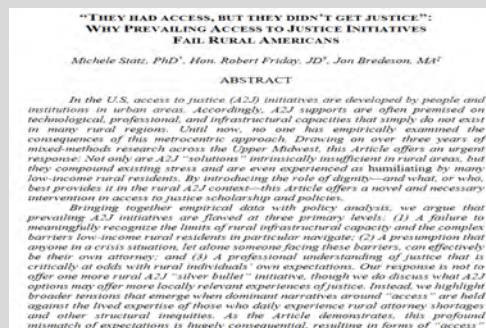 "THEY HAD ACCESS, BUT THEY DIDN'T GET JUSTICE":
WHY PREVAILING ACCESS TO JUSTICE INITIATIVES
FAIL RURAL AMERICANS
Michele Statz, PhD*, Hon. Robert Friday, JD¥, Jon Bredeson, MA‡
ABSTRACT
In the U.S, access to justice (A2J) initiatives are developed by people and
institutions in urban areas. Accordingly, A2J supports are often premised on
technological, professional, and infrastructural capacities that simply do not exist
in many rural regions. Until now, no one has empirically examined the
consequences of this metrocentric approach. Drawing on over three years of
mixed-methods research across the Upper Midwest, this Article offers an urgent
response: Not only are A2J "solutions" intrinsically insufficient in rural areas, but
they compound existing stress and are even experienced as humiliating by many
low-income rural residents. By introducing the role of dignity—and what, or who,
best provides it in the rural A2J context—this Article offers a novel and necessary
intervention in access to justice scholarship and policies.
Bringing together empirical data with policy analysis, we argue that
prevailing A2J initiatives are flawed at three primary levels: (1) A failure to
meaningfully recognize the limits of rural infrastructural capacity and the complex
barriers low-income rural residents in particular navigate; (2) A presumption that
anyone in a crisis situation, let alone someone facing these barriers, can effectively
be their own attorney; and (3) A professional understanding of justice that is
critically at odds with rural individuals' own expectations. Our response is not to
offer one more rural A2J "silver bullet" initiative, though we do discuss what A2J
options may offer more locally relevant experiences of justice. Instead, we highlight
broader tensions that emerge when dominant narratives around "access" are held
against the lived expertise of those who daily experience rural attorney shortages
and other structural inequities. As the Article demonstrates, this profound
mismatch of expectations is hugely consequential, resulting in forms of "access"